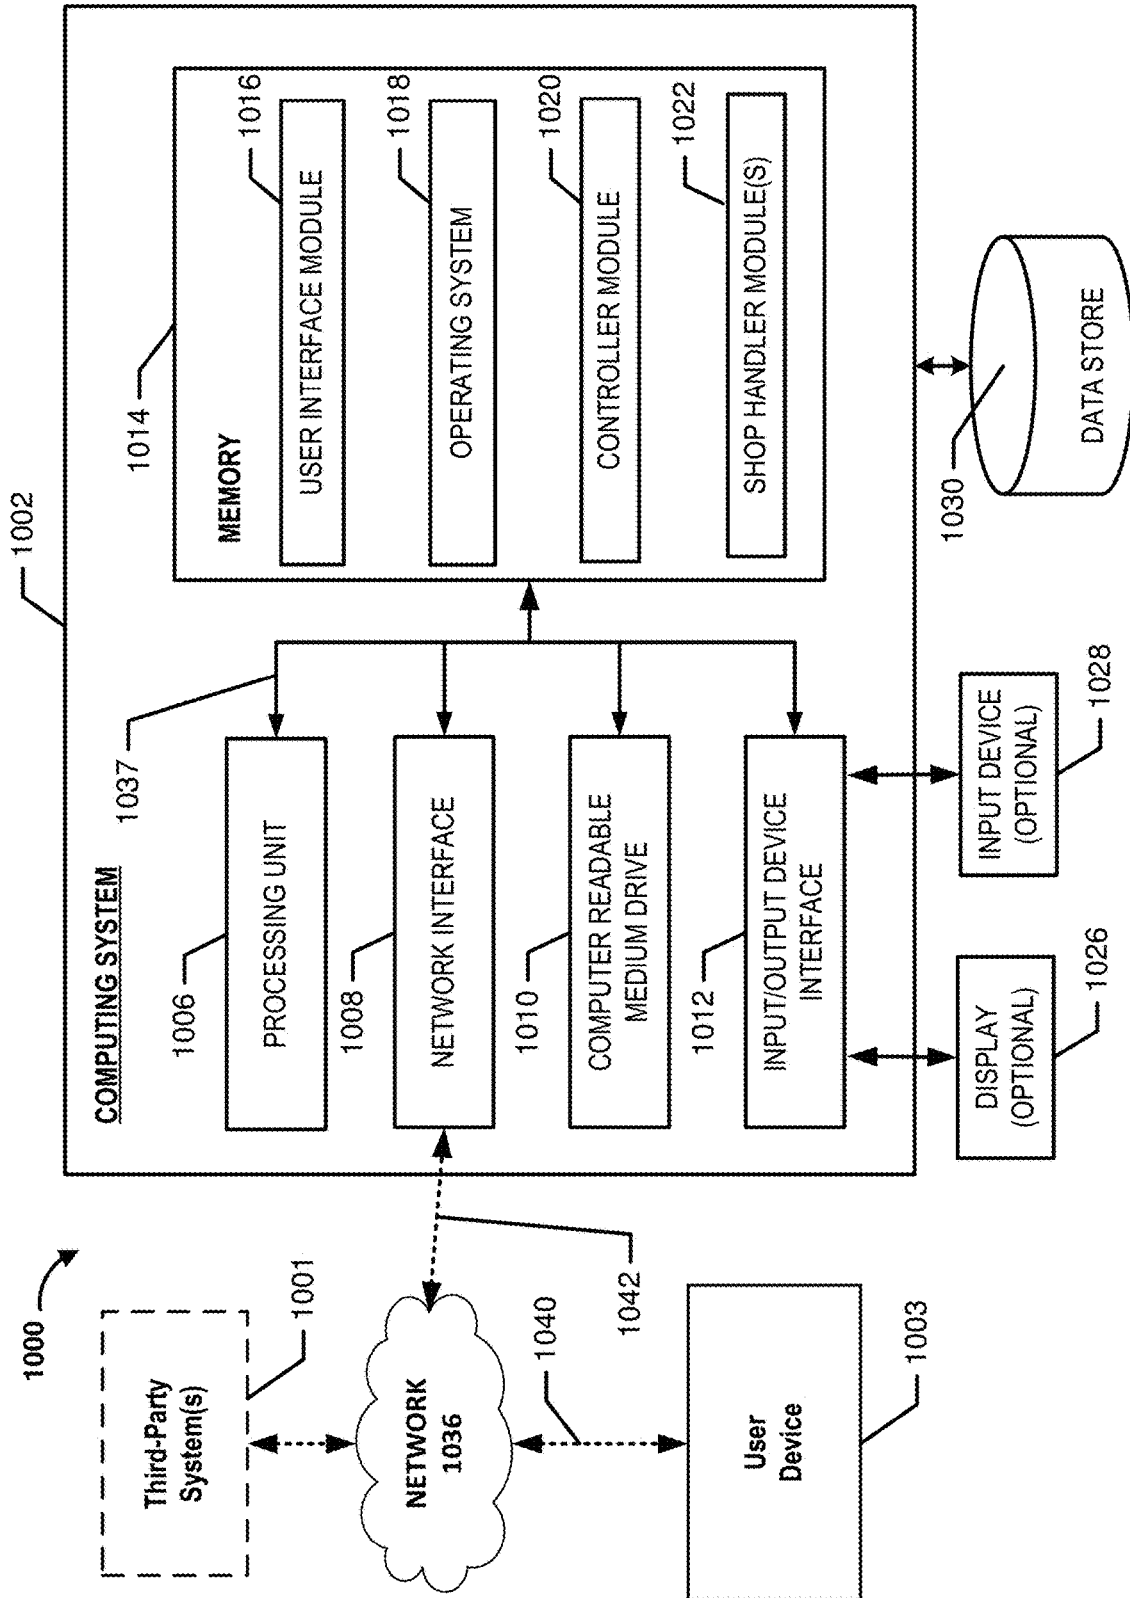 1000
Third-Party
System(s)
1001
NETWORK
1036
1042
1040
User
Device
1003
1002
COMPUTING SYSTEM
1037
1006
PROCESSING UNIT
1008
NETWORK INTERFACE
1010
COMPUTER READABLE
MEDIUM DRIVE
1012
INPUT/OUTPUT DEVICE
INTERFACE
1014
MEMORY
1016
USER INTERFACE MODULE
1018
OPERATING SYSTEM
1020
CONTROLLER MODULE
1022
SHOP HANDLER MODULE(S)
DISPLAY
(OPTIONAL)
1026
INPUT DEVICE
(OPTIONAL)
1028
1030
DATA STORE